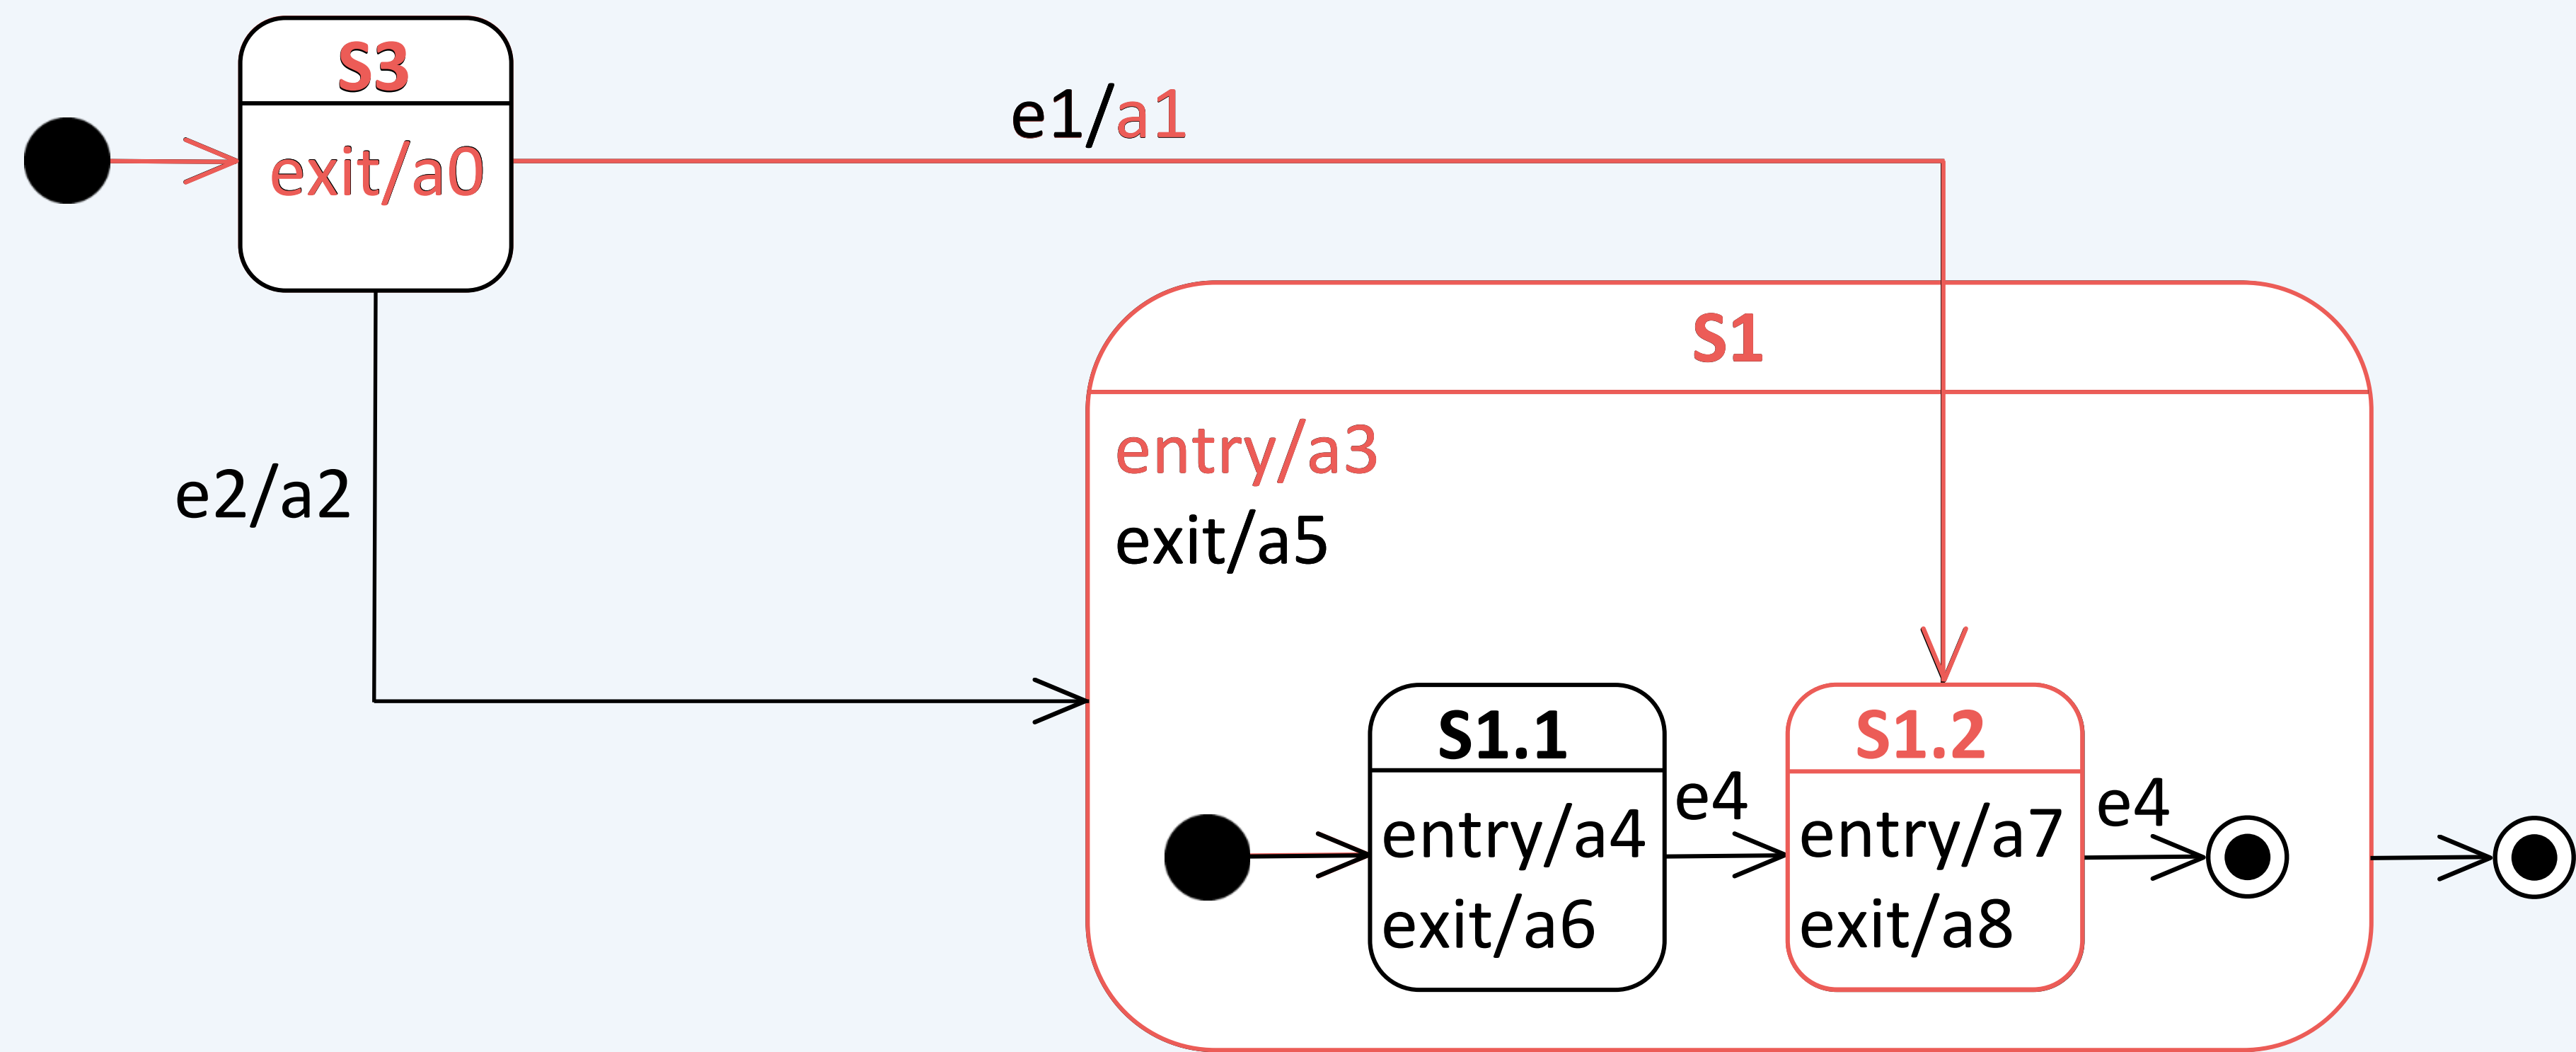 S3
exit/a0
e1/a1
e2/a2
S1
entry/a3
exit/a5
S1.1
entry/a4
exit/a6
e4
S1.2
entry/a7
exit/a8
e4